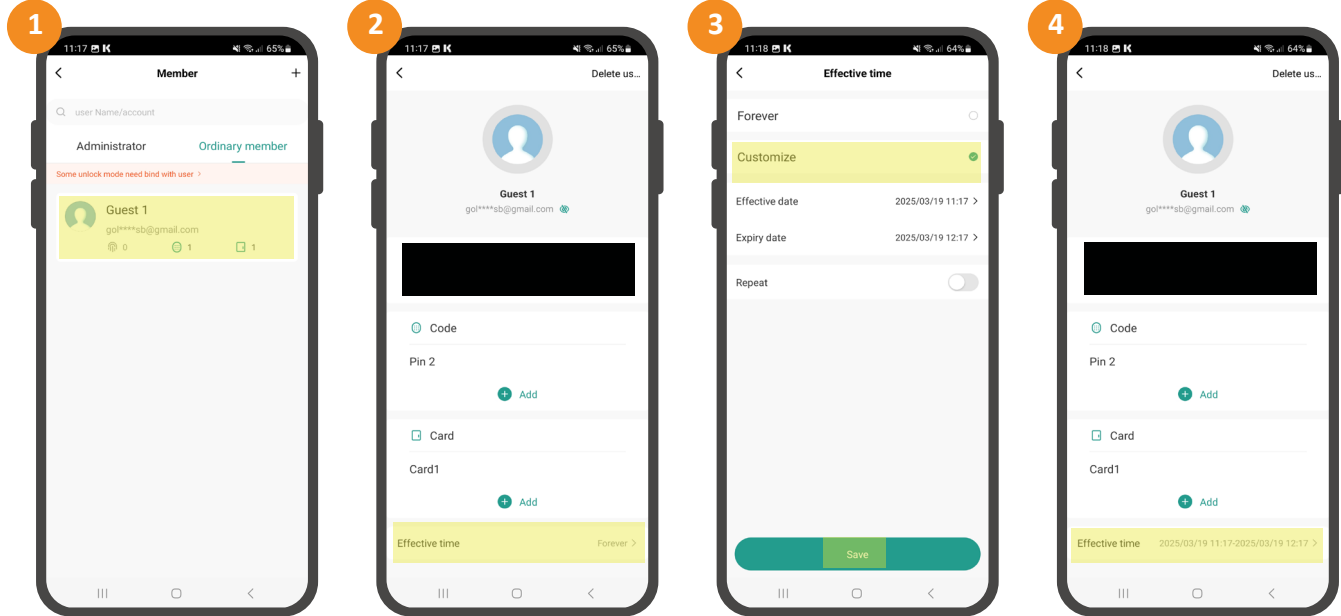 1
11:17 K 65%
Member +
user Name/account
Administrator Ordinary member
Some unlock mode need bind with user >
Guest 1
gol****sb@gmail.com
0 1 1
2
11:17 K 65%
Delete us...
Guest 1
gol****sb@gmail.com
Code
Pin 2
Add
Card
Card1
Add
Effective time Forever >
3
11:18 K 64%
Effective time
Forever
Customize
Effective date 2025/03/19 11:17 >
Expiry date 2025/03/19 12:17 >
Repeat
Save
4
11:18 K 64%
Delete us...
Guest 1
gol****sb@gmail.com
Code
Pin 2
Add
Card
Card1
Add
Effective time 2025/03/19 11:17-2025/03/19 12:17 >